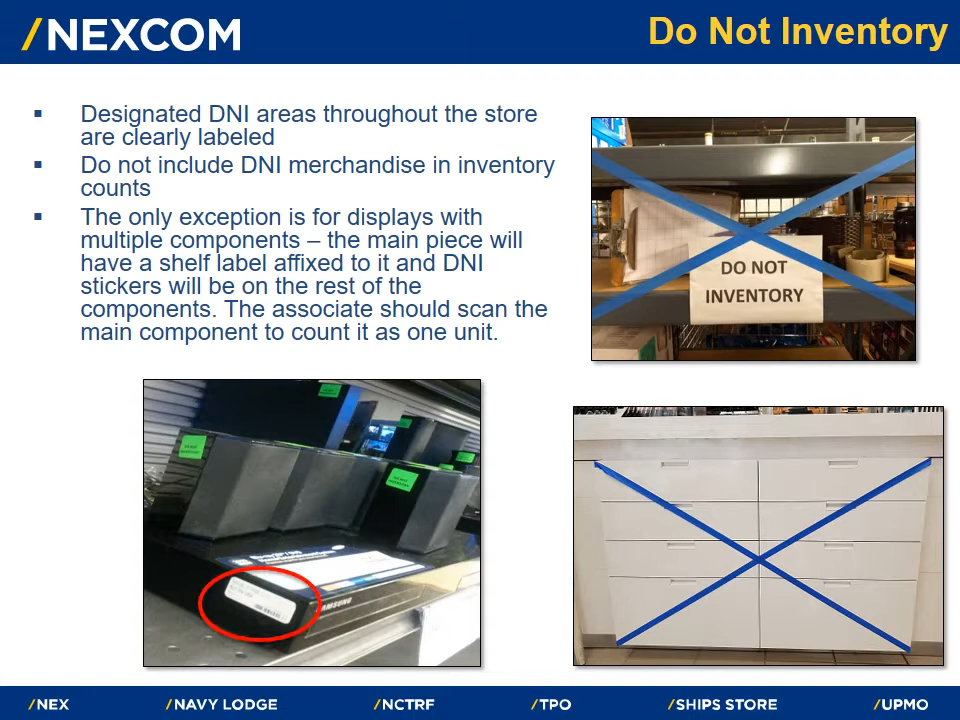 /NEXCOM
Do Not Inventory
▪ Designated DNI areas throughout the store
are clearly labeled
▪ Do not include DNI merchandise in inventory
counts
▪ The only exception is for displays with
multiple components – the main piece will
have a shelf label affixed to it and DNI
stickers will be on the rest of the
components. The associate should scan the
main component to count it as one unit.
DO NOT
INVENTORY
SAMSUNG
/NEX /NAVY LODGE /NCTRF /TPO /SHIPS STORE /UPMO